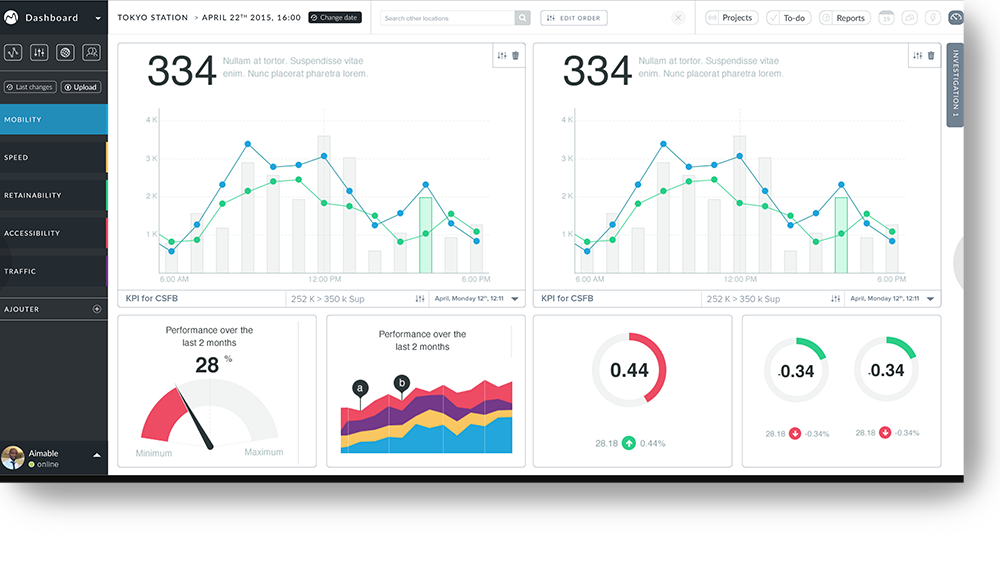 Dashboard
TOKYO STATION > APRIL 22TH 2015, 16:00
Change date
Search other locations
EDIT ORDER
Projects
To-do
Reports
19
Last changes
Upload
MOBILITY
SPEED
RETAINABILITY
ACCESSIBILITY
TRAFFIC
AJOUTER
Aimable
online
334
Nullam at tortor. Suspendisse vitae
enim. Nunc placerat pharetra lorem.
4 K
3 K
2 K
1 K
6:00 AM
12:00 PM
6:00 PM
KPI for CSFB
252 K > 350 k Sup
April, Monday 12th, 12:11
334
Nullam at tortor. Suspendisse vitae
enim. Nunc placerat pharetra lorem.
4 K
3 K
2 K
1 K
6:00 AM
12:00 PM
6:00 PM
KPI for CSFB
252 K > 350 k Sup
April, Monday 12th, 12:11
INVESTIGATION 1
Performance over the
last 2 months
28 %
Minimum
Maximum
Performance over the
last 2 months
a
b
0.44
28.18 0.44%
-0.34
28.18 -0.34%
-0.34
28.18 -0.34%